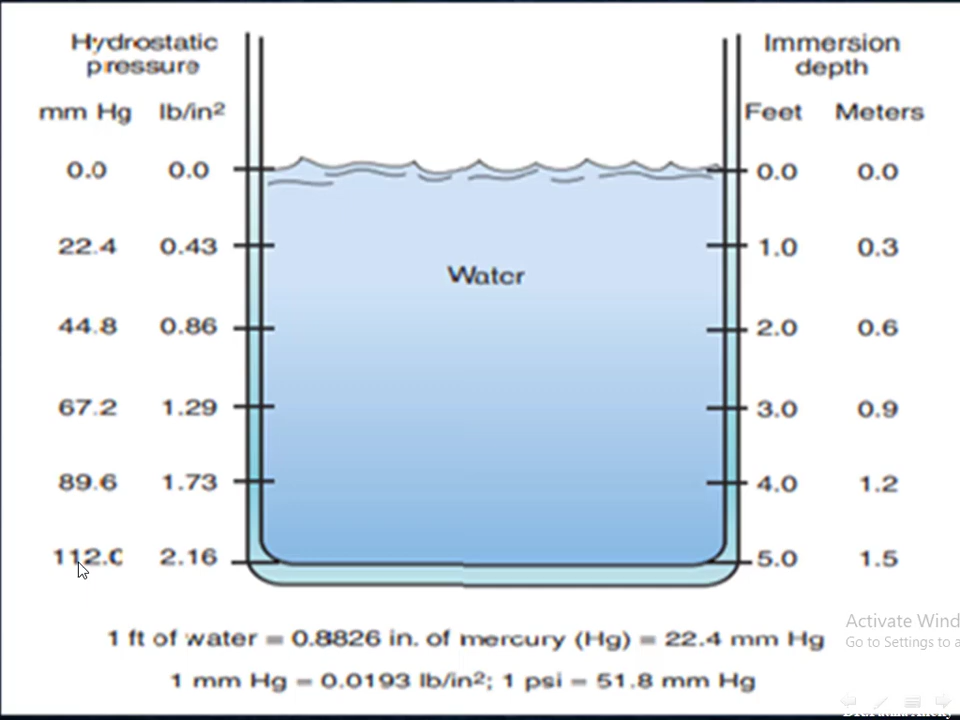 Hydrostatic pressure
Immersion depth
mm Hg lb/in² Feet Meters
0.0 0.0 0.0 0.0
22.4 0.43 1.0 0.3
Water
44.8 0.86 2.0 0.6
67.2 1.29 3.0 0.9
89.6 1.73 4.0 1.2
112.0 2.16 5.0 1.5
1 ft of water = 0.8826 in. of mercury (Hg) = 22.4 mm Hg
1 mm Hg = 0.0193 lb/in²; 1 psi = 51.8 mm Hg
Activate Wind
Go to Settings to a